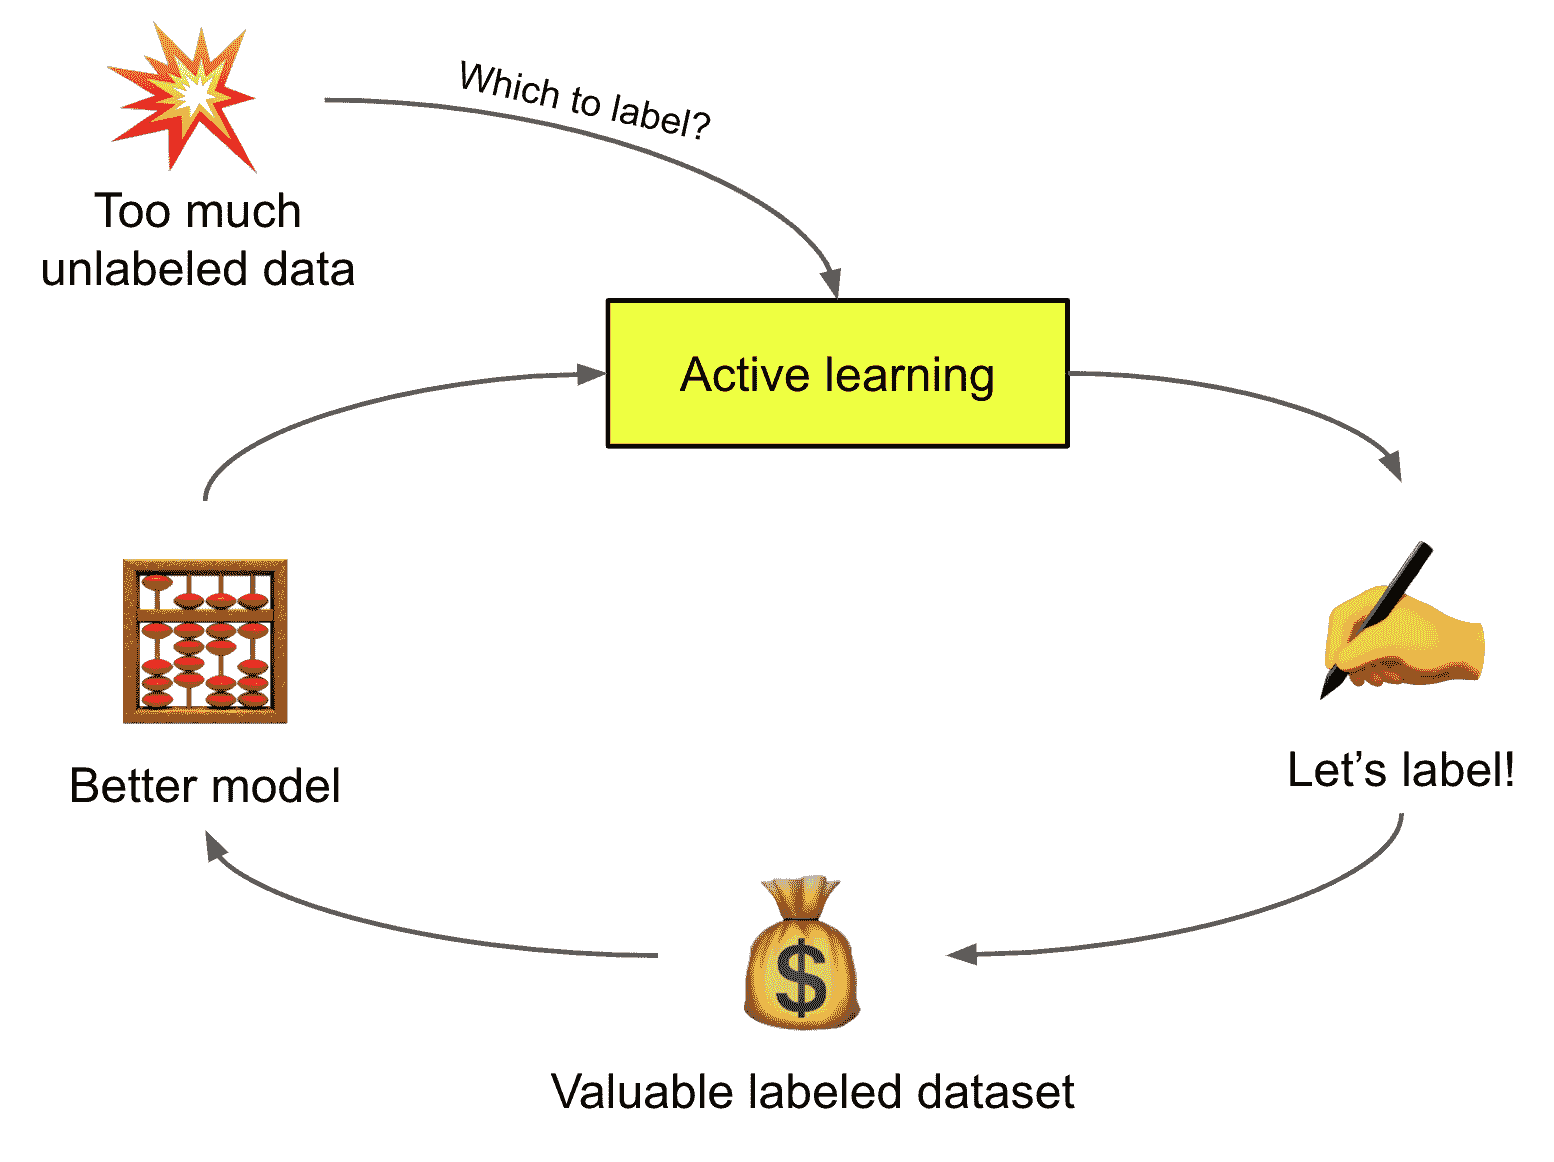 Which to label?
Too much
unlabeled data
Active learning
Better model
Let’s label!
$
Valuable labeled dataset